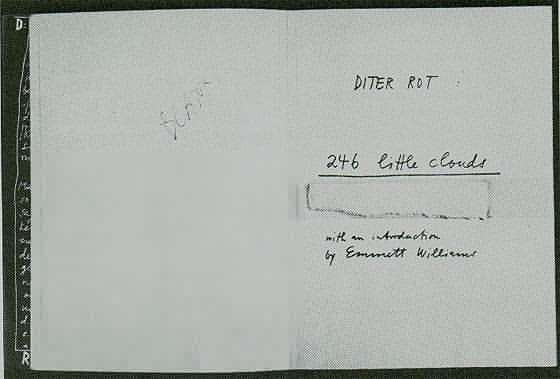 D
R
DITER ROT
246 little clouds
with an introduction
by Emmett Williams